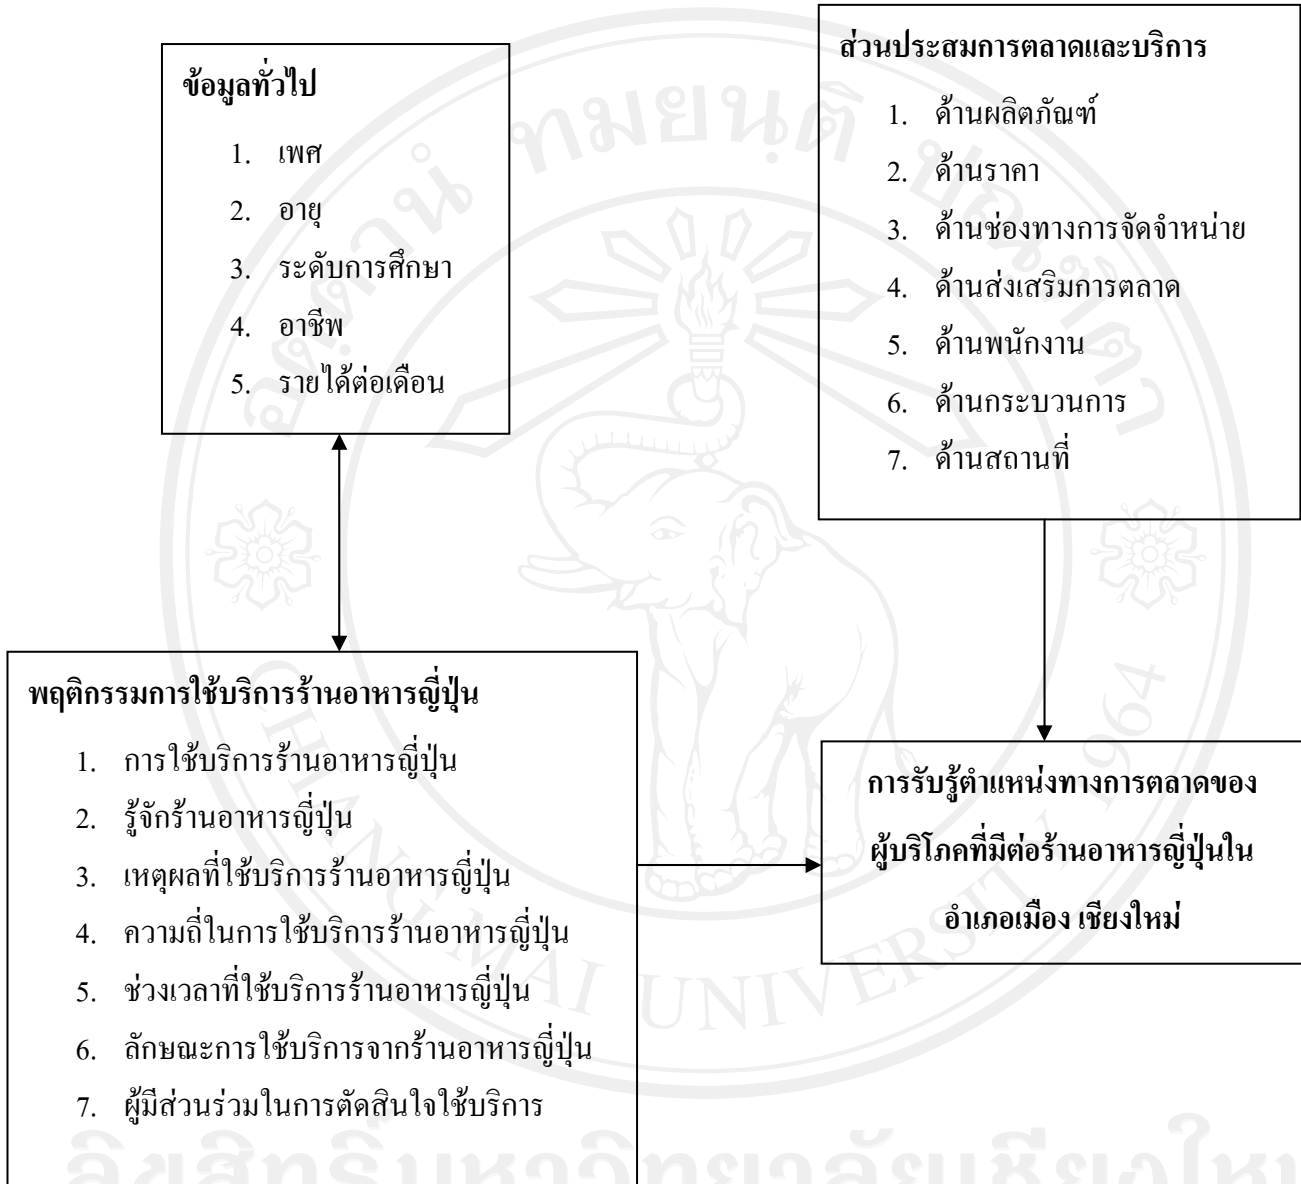 ข้อมูลทั่วไป
1. เพศ
2. อายุ
3. ระดับการศึกษา
4. อาชีพ
5. รายได้ต่อเดือน
ส่วนประสมการตลาดและบริการ
1. ด้านผลิตภัณฑ์
2. ด้านราคา
3. ด้านช่องทางการจัดจำหน่าย
4. ด้านส่งเสริมการตลาด
5. ด้านพนักงาน
6. ด้านกระบวนการ
7. ด้านสถานที่
พฤติกรรมการใช้บริการร้านอาหารญี่ปุ่น
1. การใช้บริการร้านอาหารญี่ปุ่น
2. รู้จักร้านอาหารญี่ปุ่น
3. เหตุผลที่ใช้บริการร้านอาหารญี่ปุ่น
4. ความถี่ในการใช้บริการร้านอาหารญี่ปุ่น
5. ช่วงเวลาที่ใช้บริการร้านอาหารญี่ปุ่น
6. ลักษณะการใช้บริการจากร้านอาหารญี่ปุ่น
7. ผู้มีส่วนร่วมในการตัดสินใจใช้บริการ
การรับรู้ตำแหน่งทางการตลาดของ
ผู้บริโภคที่มีต่อร้านอาหารญี่ปุ่นใน
อำเภอเมือง เชียงใหม่
CHIANG MAI UNIVERSITY 1964